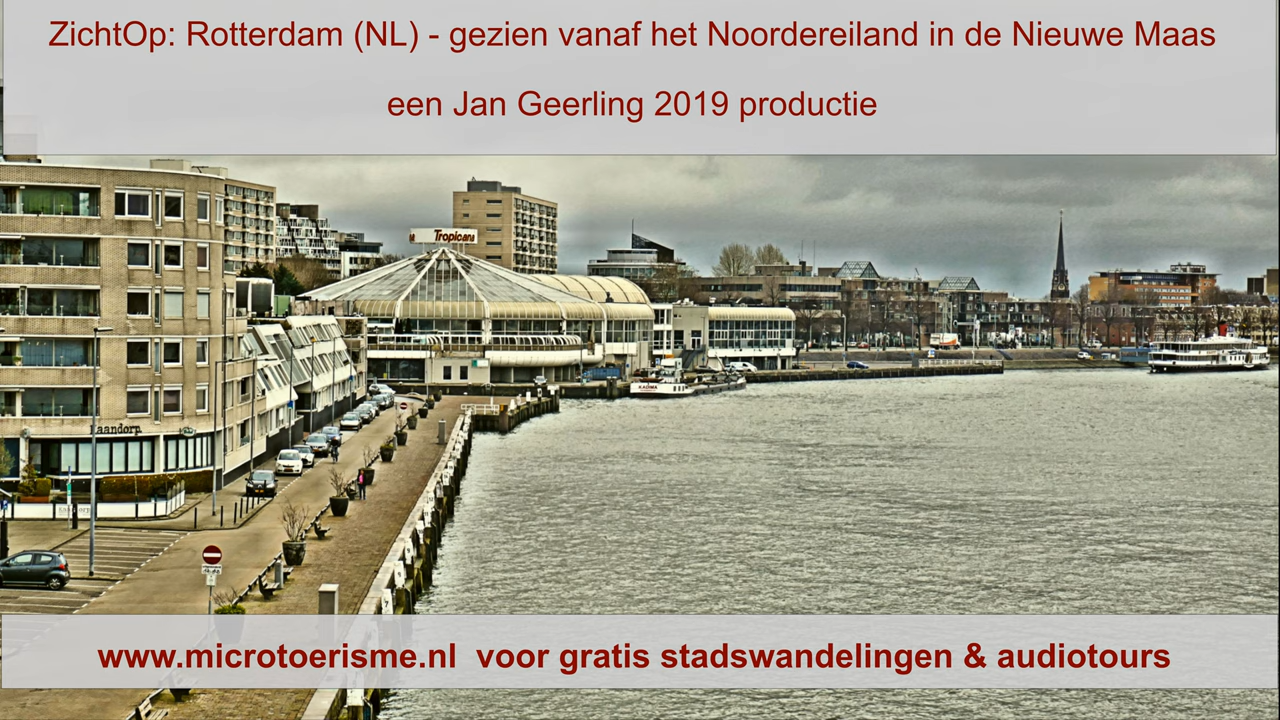 ZichtOp: Rotterdam (NL) - gezien vanaf het Noordereiland in de Nieuwe Maas
een Jan Geerling 2019 productie
Tropicana
KADIMA
www.microtoerisme.nl voor gratis stadswandelingen & audiotours